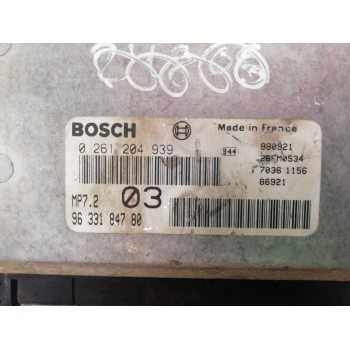 BOSCH
Made in France
0 261 204 939
944
980921
26FM0534
7036 1156
86921
MP7.2
03
96 331 847 80